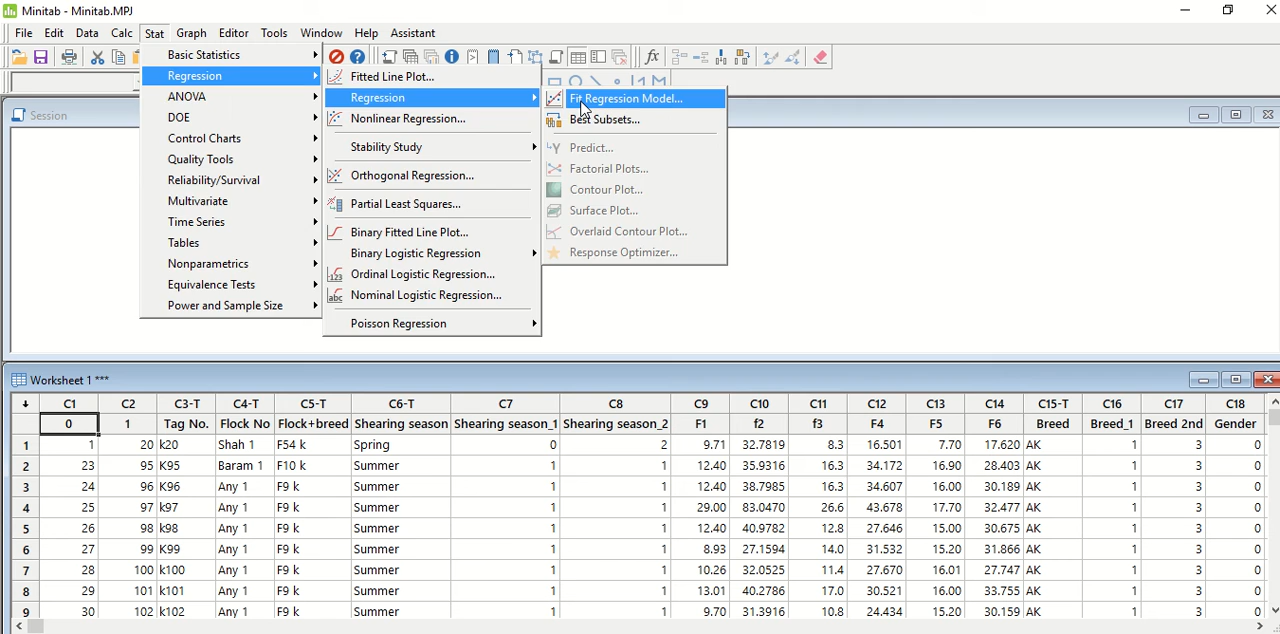 Minitab - Minitab.MPJ
File Edit Data Calc Stat Graph Editor Tools Window Help Assistant
Basic Statistics
Regression
ANOVA
DOE
Control Charts
Quality Tools
Reliability/Survival
Multivariate
Time Series
Tables
Nonparametrics
Equivalence Tests
Power and Sample Size
Fitted Line Plot...
Regression
Nonlinear Regression...
Stability Study
Orthogonal Regression...
Partial Least Squares...
Binary Fitted Line Plot...
Binary Logistic Regression
Ordinal Logistic Regression...
Nominal Logistic Regression...
Poisson Regression
Fit Regression Model...
Best Subsets...
Predict...
Factorial Plots...
Contour Plot...
Surface Plot...
Overlaid Contour Plot...
Response Optimizer...
Session
Worksheet 1 ***
C1 C2 C3-T C4-T C5-T C6-T C7 C8 C9 C10 C11 C12 C13 C14 C15-T C16 C17 C18
0 1 Tag No. Flock No Flock+breed Shearing season Shearing season_1 Shearing season_2 F1 f2 f3 F4 F5 F6 Breed Breed_1 Breed 2nd Gender
1 1 20 k20 Shah 1 F54 k Spring 0 2 9.71 32.7819 8.3 16.501 7.70 17.620 AK 1 3 0
2 23 95 K95 Baram 1 F10 k Summer 1 1 12.40 35.9316 16.3 34.172 16.90 28.403 AK 1 3 0
3 24 96 K96 Any 1 F9 k Summer 1 1 12.40 38.7985 16.3 34.607 16.00 30.189 AK 1 3 0
4 25 97 k97 Any 1 F9 k Summer 1 1 29.00 83.0470 26.6 43.678 17.70 32.477 AK 1 3 0
5 26 98 k98 Any 1 F9 k Summer 1 1 12.40 40.9782 12.8 27.646 15.00 30.675 AK 1 3 0
6 27 99 K99 Any 1 F9 k Summer 1 1 8.93 27.1594 14.0 31.532 15.20 31.866 AK 1 3 0
7 28 100 k100 Any 1 F9 k Summer 1 1 10.26 32.0525 11.4 27.670 16.01 27.747 AK 1 3 0
8 29 101 k101 Any 1 F9 k Summer 1 1 13.01 40.2786 17.0 30.521 16.00 33.755 AK 1 3 0
9 30 102 k102 Any 1 F9 k Summer 1 1 9.70 31.3916 10.8 24.434 15.20 30.159 AK 1 3 0